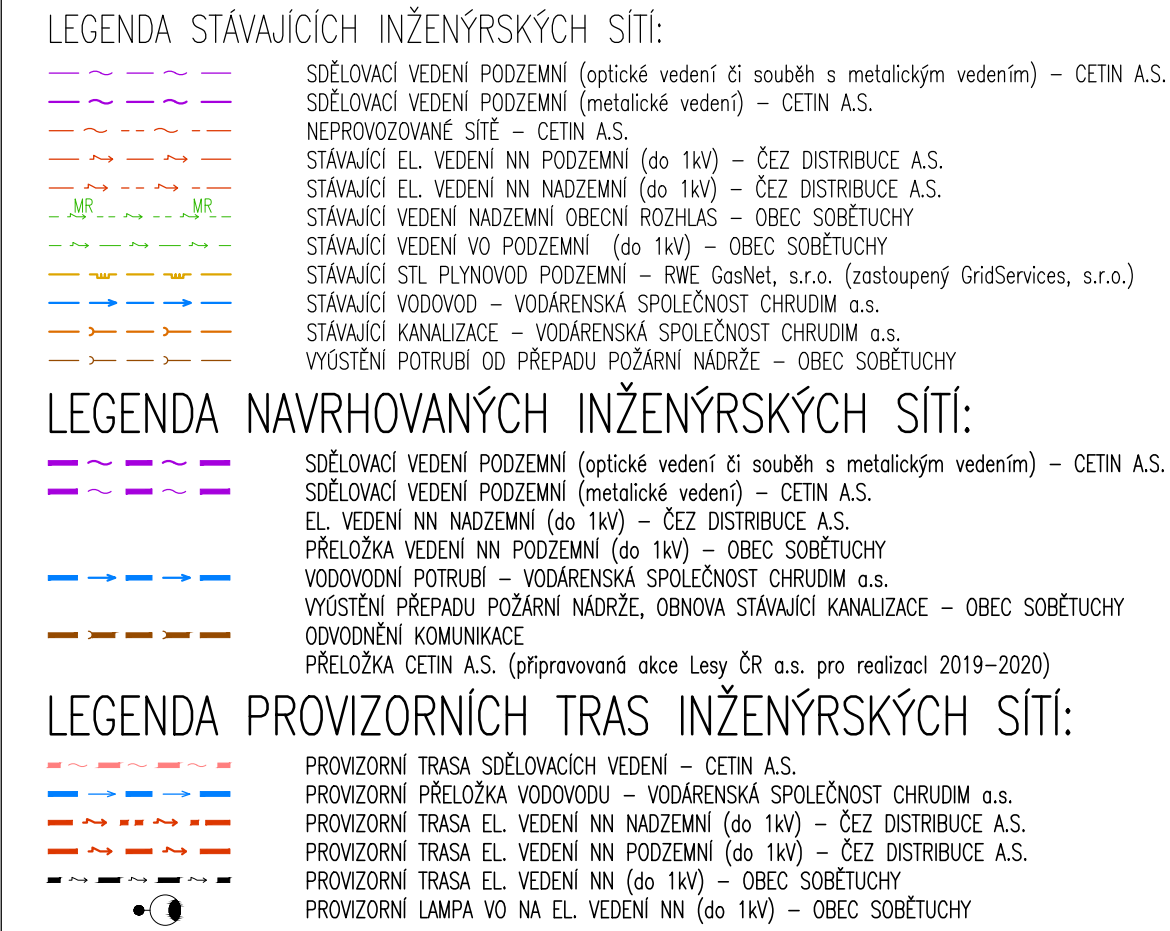 LEGENDA STÁVAJÍCÍCH INŽENÝRSKÝCH SÍTÍ:
SDĚLOVACÍ VEDENÍ PODZEMNÍ (optické vedení či souběh s metalickým vedením) – CETIN A.S.
SDĚLOVACÍ VEDENÍ PODZEMNÍ (metalické vedení) – CETIN A.S.
NEPROVOZOVANÉ SÍTĚ – CETIN A.S.
STÁVAJÍCÍ EL. VEDENÍ NN PODZEMNÍ (do 1kV) – ČEZ DISTRIBUCE A.S.
STÁVAJÍCÍ EL. VEDENÍ NN NADZEMNÍ (do 1kV) – ČEZ DISTRIBUCE A.S.
MR MR STÁVAJÍCÍ VEDENÍ NADZEMNÍ OBECNÍ ROZHLAS – OBEC SOBĚTUCHY
STÁVAJÍCÍ VEDENÍ VO PODZEMNÍ (do 1kV) – OBEC SOBĚTUCHY
STÁVAJÍCÍ STL PLYNOVOD PODZEMNÍ – RWE GasNet, s.r.o. (zastoupený GridServices, s.r.o.)
STÁVAJÍCÍ VODOVOD – VODÁRENSKÁ SPOLEČNOST CHRUDIM a.s.
STÁVAJÍCÍ KANALIZACE – VODÁRENSKÁ SPOLEČNOST CHRUDIM a.s.
VYÚSTĚNÍ POTRUBÍ OD PŘEPADU POŽÁRNÍ NÁDRŽE – OBEC SOBĚTUCHY
LEGENDA NAVRHOVANÝCH INŽENÝRSKÝCH SÍTÍ:
SDĚLOVACÍ VEDENÍ PODZEMNÍ (optické vedení či souběh s metalickým vedením) – CETIN A.S.
SDĚLOVACÍ VEDENÍ PODZEMNÍ (metalické vedení) – CETIN A.S.
EL. VEDENÍ NN NADZEMNÍ (do 1kV) – ČEZ DISTRIBUCE A.S.
PŘELOŽKA VEDENÍ NN PODZEMNÍ (do 1kV) – OBEC SOBĚTUCHY
VODOVODNÍ POTRUBÍ – VODÁRENSKÁ SPOLEČNOST CHRUDIM a.s.
VYÚSTĚNÍ PŘEPADU POŽÁRNÍ NÁDRŽE, OBNOVA STÁVAJÍCÍ KANALIZACE – OBEC SOBĚTUCHY
ODVODNĚNÍ KOMUNIKACE
PŘELOŽKA CETIN A.S. (připravovaná akce Lesy ČR a.s. pro realizacI 2019–2020)
LEGENDA PROVIZORNÍCH TRAS INŽENÝRSKÝCH SÍTÍ:
PROVIZORNÍ TRASA SDĚLOVACÍCH VEDENÍ – CETIN A.S.
PROVIZORNÍ PŘELOŽKA VODOVODU – VODÁRENSKÁ SPOLEČNOST CHRUDIM a.s.
PROVIZORNÍ TRASA EL. VEDENÍ NN NADZEMNÍ (do 1kV) – ČEZ DISTRIBUCE A.S.
PROVIZORNÍ TRASA EL. VEDENÍ NN PODZEMNÍ (do 1kV) – ČEZ DISTRIBUCE A.S.
PROVIZORNÍ TRASA EL. VEDENÍ NN (do 1kV) – OBEC SOBĚTUCHY
PROVIZORNÍ LAMPA VO NA EL. VEDENÍ NN (do 1kV) – OBEC SOBĚTUCHY